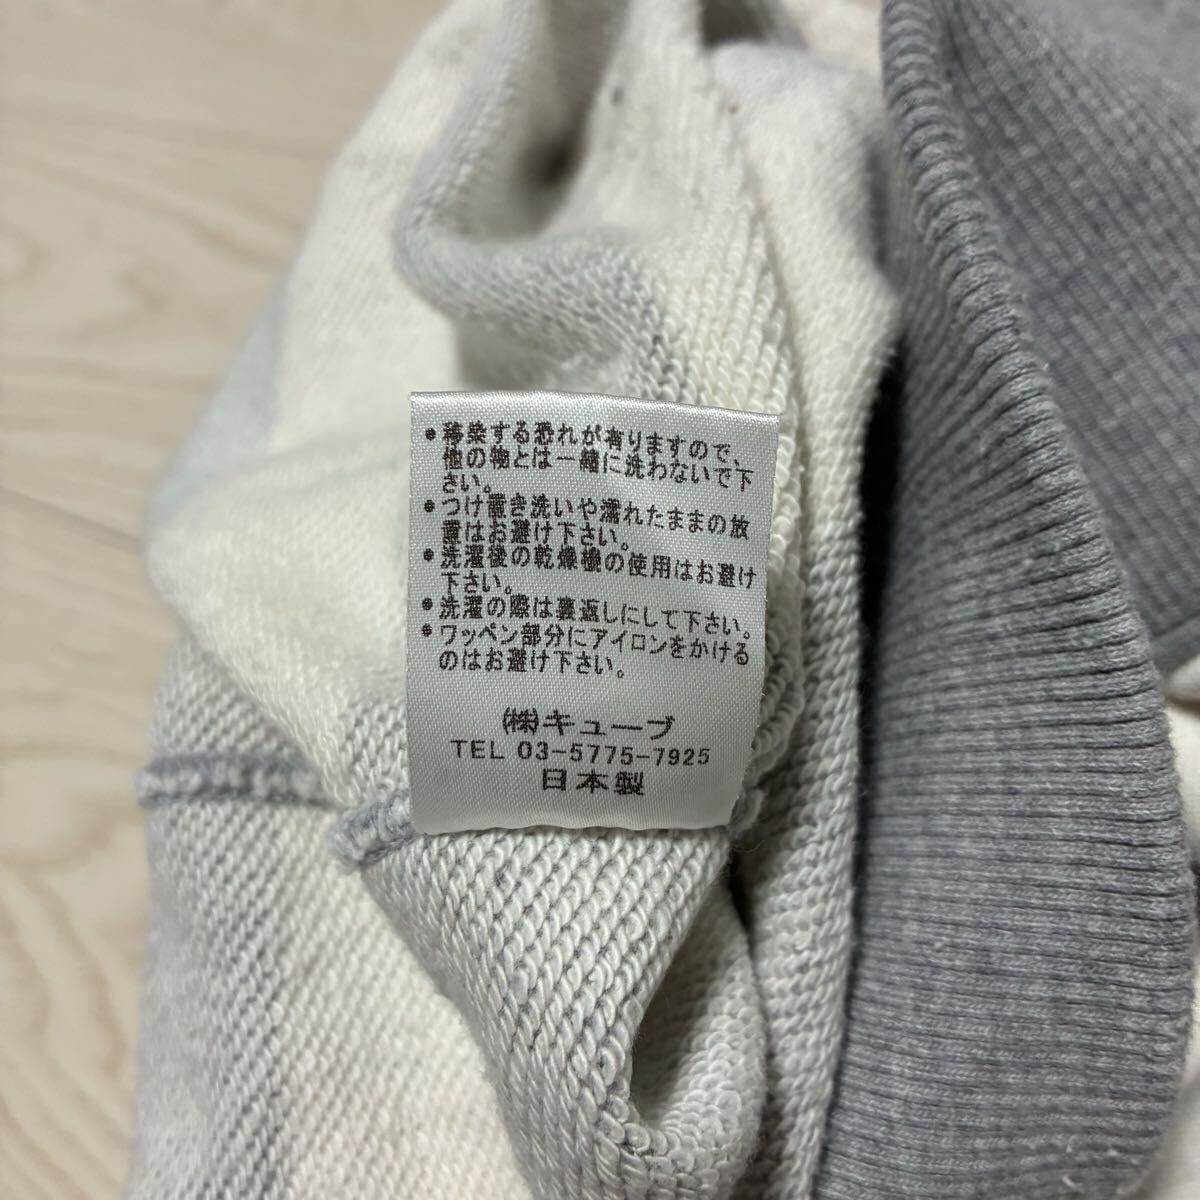 ・移染する恐れが有りますので、
他の物とは一緒に洗わないで下
さい。
・つけ置き洗いや濡れたままの放
置はお避け下さい。
・洗濯後の乾燥機の使用はお避け
下さい。
・洗濯の際は裏返しにして下さい。
・ワッペン部分にアイロンをかける
のはお避け下さい。
㈱キューブ
TEL 03-5775-7925
日本製